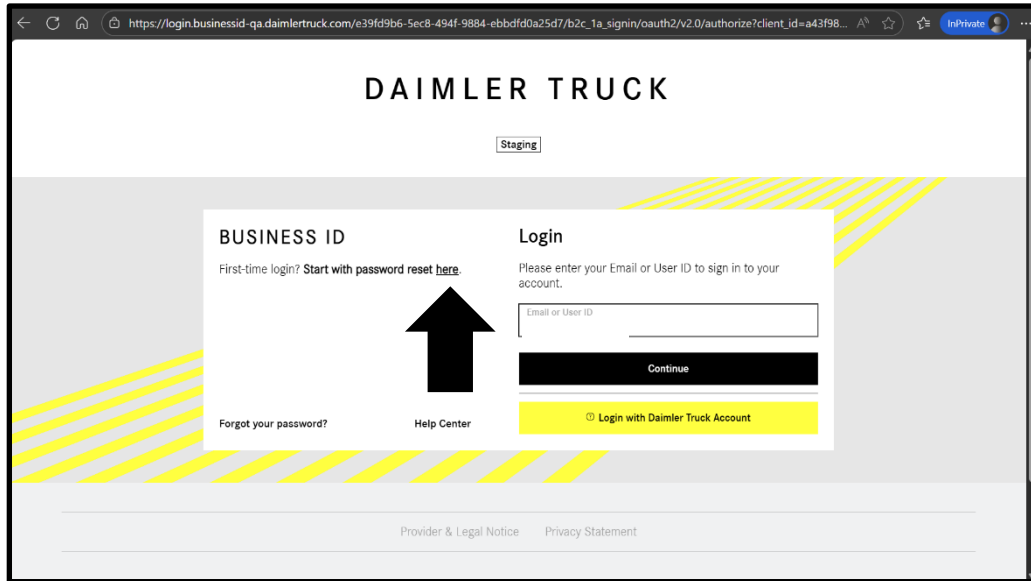 https://login.businessid-qa.daimlertruck.com/e39fd9b6-5ec8-494f-9884-ebbdfd0a25d7/b2c_1a_signin/oauth2/v2.0/authorize?client_id=a43f98...
InPrivate
DAIMLER TRUCK
Staging
BUSINESS ID
First-time login? Start with password reset here.
Forgot your password?
Help Center
Login
Please enter your Email or User ID to sign in to your
account.
Email or User ID
Continue
Login with Daimler Truck Account
Provider & Legal Notice
Privacy Statement